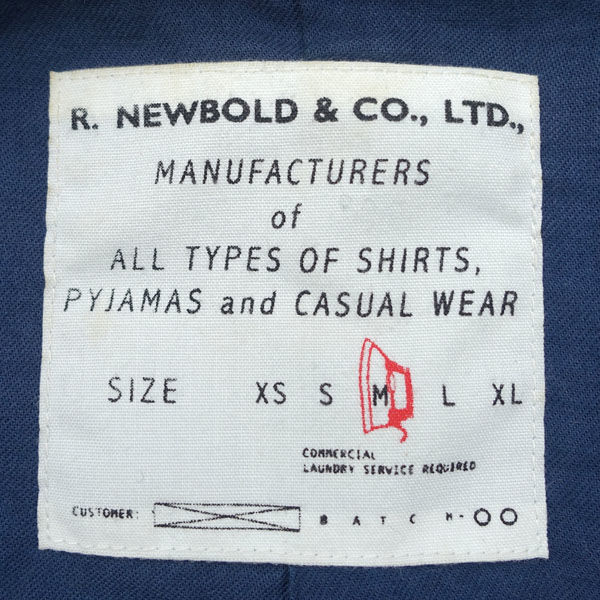 R. NEWBOLD & CO., LTD.,
MANUFACTURERS
of
ALL TYPES OF SHIRTS,
PYJAMAS and CASUAL WEAR
SIZE XS S M L XL
COMMERCIAL
LAUNDRY SERVICE REQUIRED
CUSTOMER: BATCH M-OO